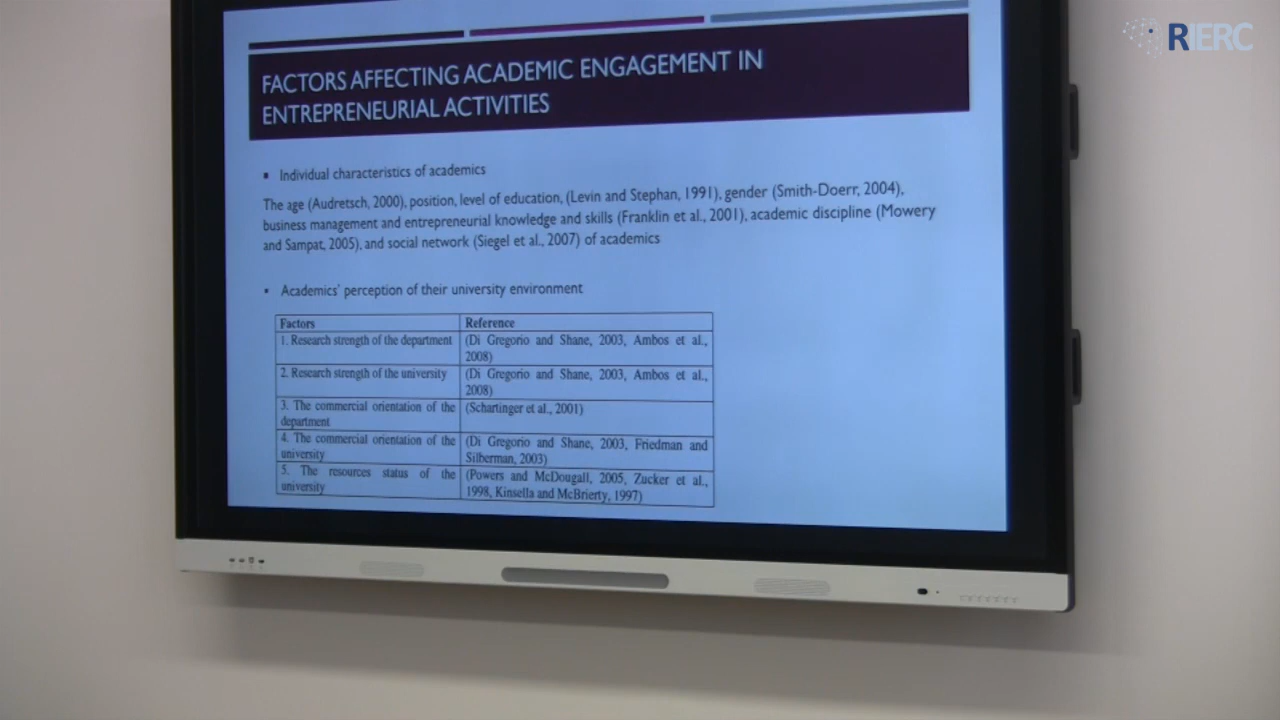 RIERC
FACTORS AFFECTING ACADEMIC ENGAGEMENT IN
ENTREPRENEURIAL ACTIVITIES
▪ Individual characteristics of academics
The age (Audretsch, 2000), position, level of education, (Levin and Stephan, 1991), gender (Smith-Doerr, 2004),
business management and entrepreneurial knowledge and skills (Franklin et al., 2001), academic discipline (Mowery
and Sampat, 2005), and social network (Siegel et al., 2007) of academics
▪ Academics' perception of their university environment
Factors Reference
1. Research strength of the department (Di Gregorio and Shane, 2003, Ambos et al.,
2008)
2. Research strength of the university (Di Gregorio and Shane, 2003, Ambos et al.,
2008)
3. The commercial orientation of the (Schartinger et al., 2001)
department
4. The commercial orientation of the (Di Gregorio and Shane, 2003, Friedman and
university Silberman, 2003)
5. The resources status of the (Powers and McDougall, 2005, Zucker et al.,
university 1998, Kinsella and McBrierty, 1997)